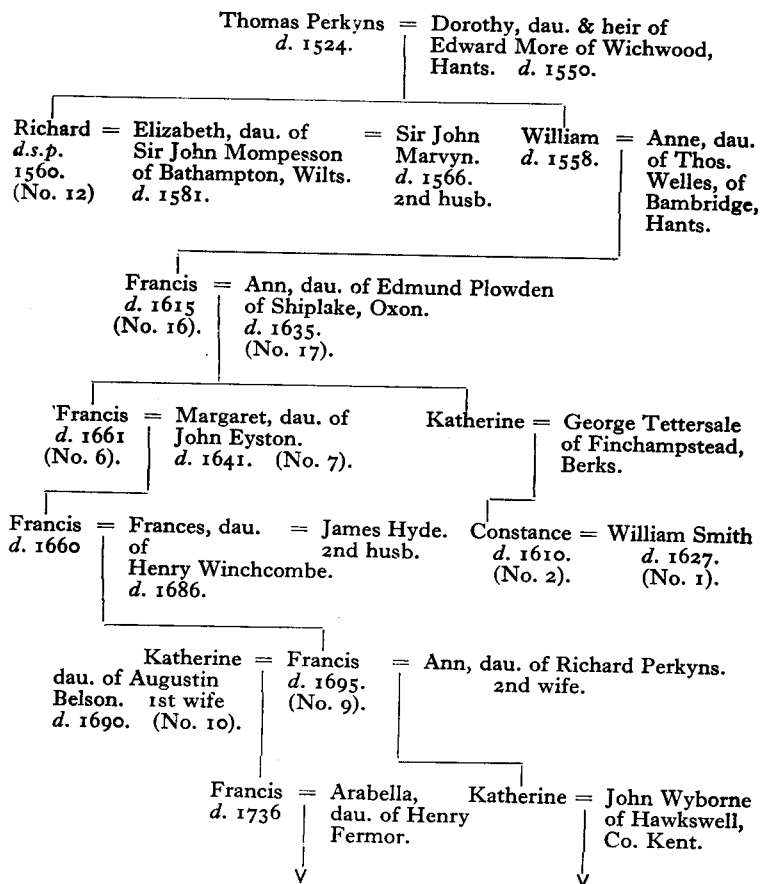 Thomas Perkyns = Dorothy, dau. & heir of
d. 1524. Edward More of Wichwood,
Hants. d. 1550.
Richard = Elizabeth, dau. of = Sir John William = Anne, dau.
d.s.p. Sir John Mompesson Marvyn. d. 1558. of Thos.
1560. of Bathampton, Wilts. d. 1566. Welles, of
(No. 12) d. 1581. 2nd husb. Bambridge,
Hants.
Francis = Ann, dau. of Edmund Plowden
d. 1615 of Shiplake, Oxon.
(No. 16). d. 1635.
(No. 17).
'Francis = Margaret, dau. of Katherine = George Tettersale
d. 1661 John Eyston. of Finchampstead,
(No. 6). d. 1641. (No. 7). Berks.
Francis = Frances, dau. = James Hyde. Constance = William Smith
d. 1660 of 2nd husb. d. 1610. d. 1627.
Henry Winchcombe. (No. 2). (No. 1).
d. 1686.
Katherine = Francis = Ann, dau. of Richard Perkyns.
dau. of Augustin d. 1695. 2nd wife.
Belson. 1st wife (No. 9).
d. 1690. (No. 10).
Francis = Arabella, Katherine = John Wyborne
d. 1736 dau. of Henry of Hawkswell,
Fermor. Co. Kent.